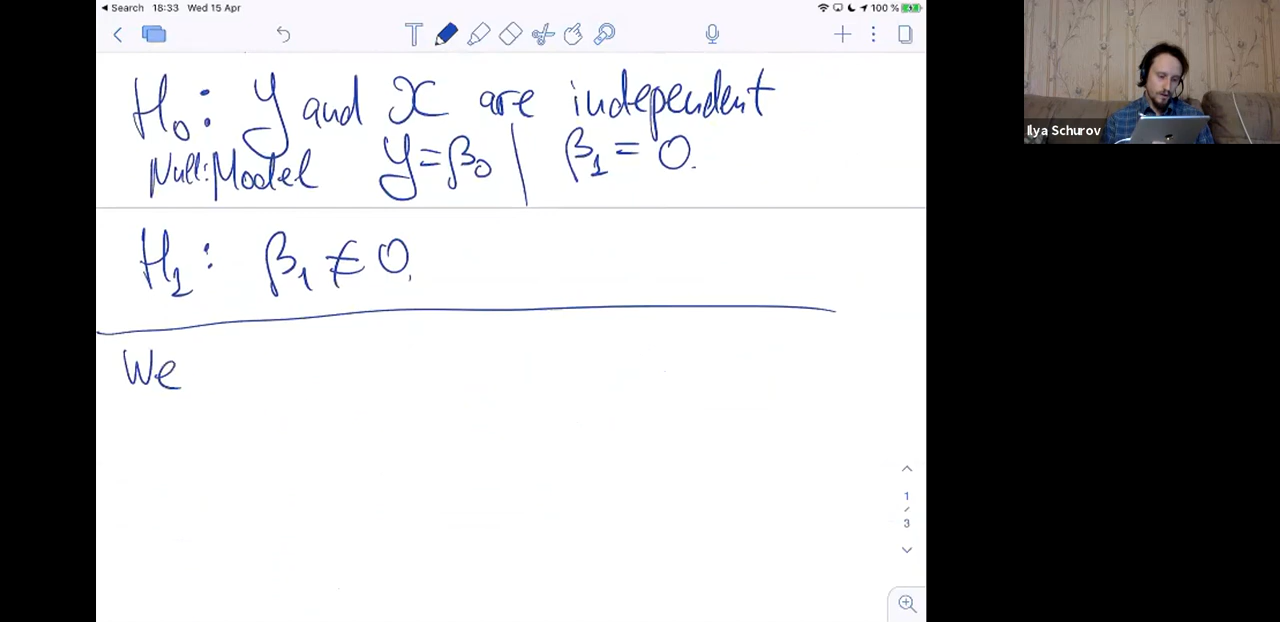 Search 18:33 Wed 15 Apr 100 %
T
H₀: y and x are independent
Null: Model y = β₀ | β₁ = 0.
H₁: β₁ ≠ 0,
We
1
3
Ilya Schurov